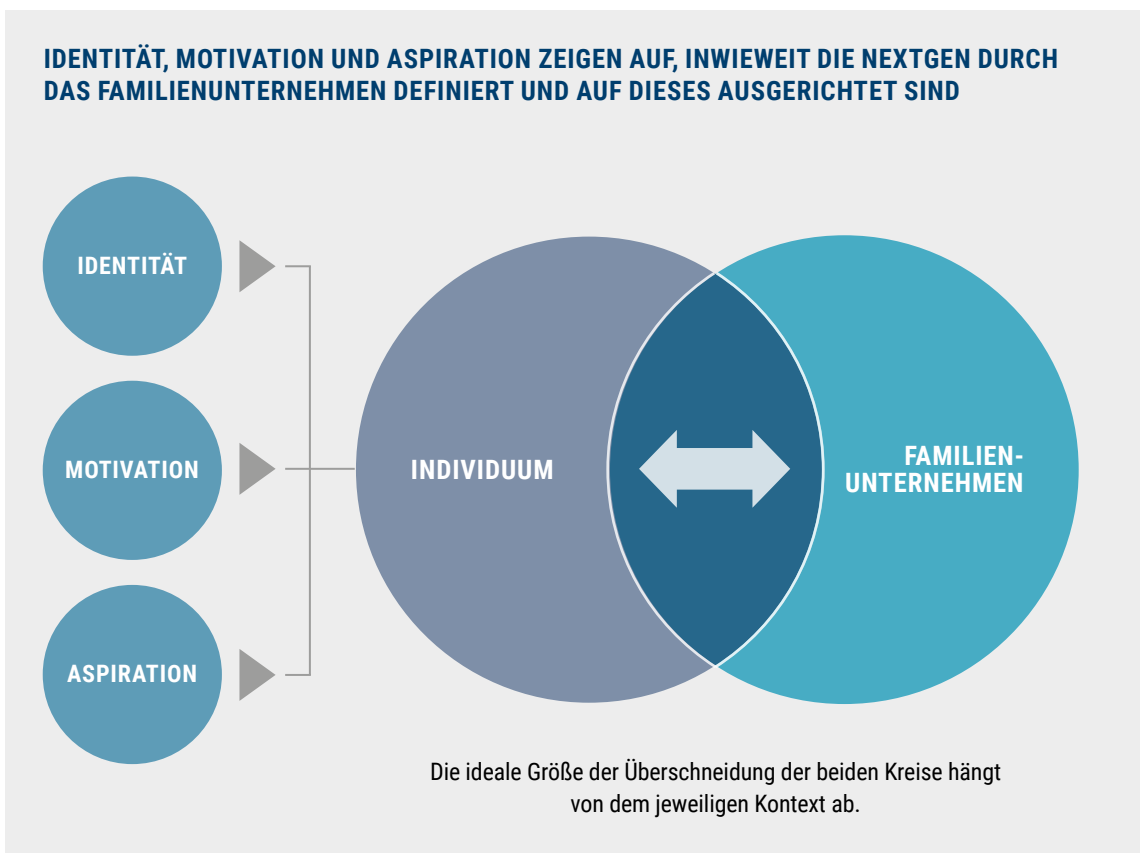 IDENTITÄT, MOTIVATION UND ASPIRATION ZEIGEN AUF, INWIEWEIT DIE NEXTGEN DURCH
DAS FAMILIENUNTERNEHMEN DEFINIERT UND AUF DIESES AUSGERICHTET SIND
IDENTITÄT
MOTIVATION
ASPIRATION
INDIVIDUUM
FAMILIEN-
UNTERNEHMEN
Die ideale Größe der Überschneidung der beiden Kreise hängt
von dem jeweiligen Kontext ab.